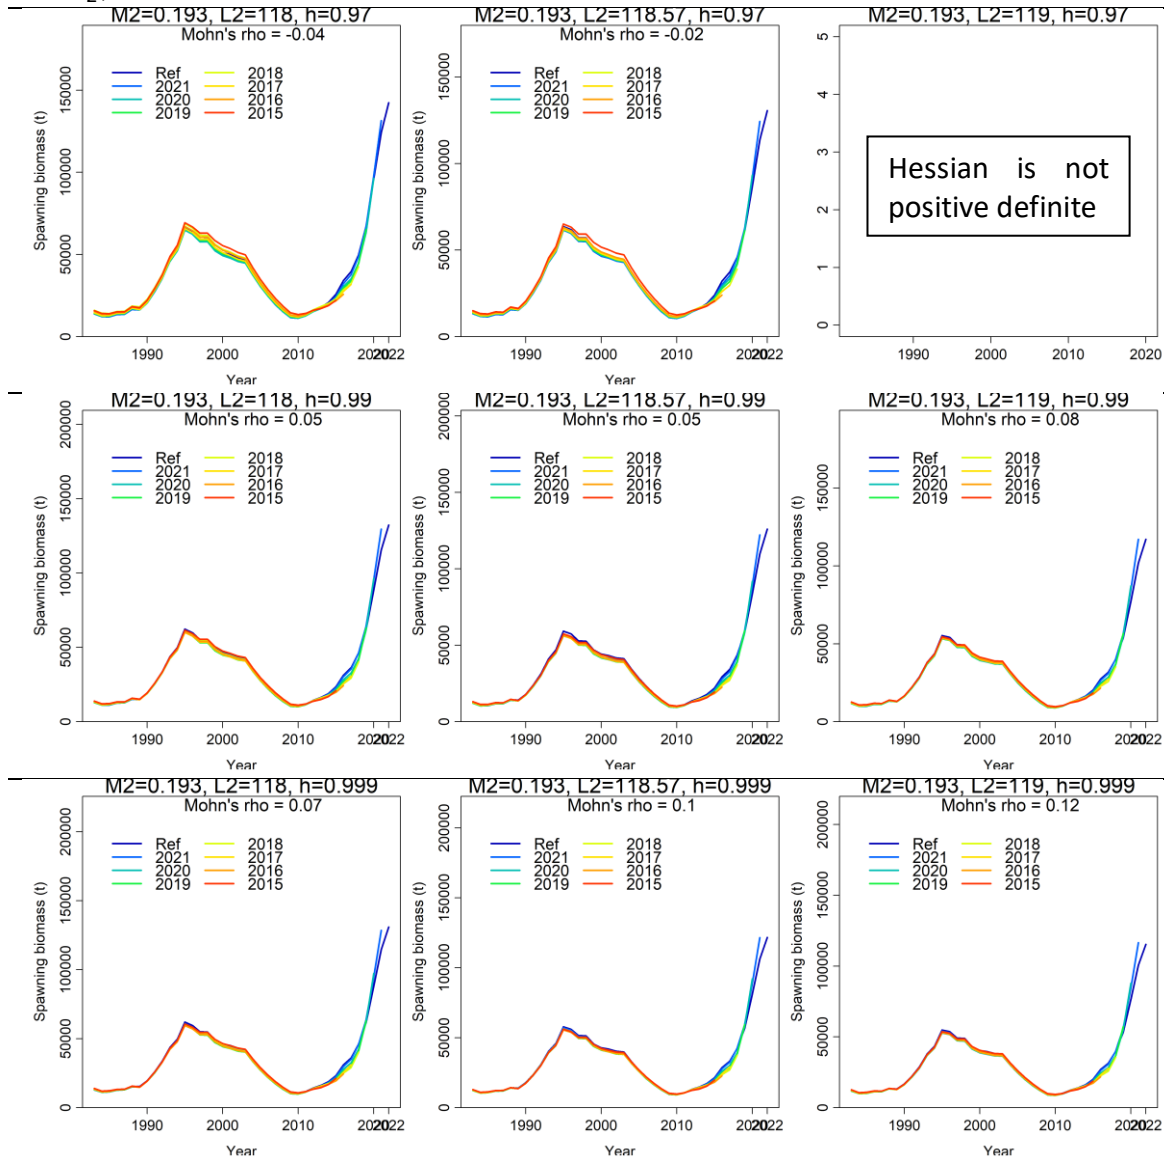 M2=0.193, L2=118, h=0.97
Mohn's rho = -0.04
Ref 2018
2021 2017
2020 2016
2019 2015
Spawning biomass (t)
0 50000 100000 150000
1990 2000 2010 2020 2022
Year
M2=0.193, L2=118.57, h=0.97
Mohn's rho = -0.02
Ref 2018
2021 2017
2020 2016
2019 2015
Spawning biomass (t)
0 50000 100000 150000
1990 2000 2010 2020 2022
Year
M2=0.193, L2=119, h=0.97
0 1 2 3 4 5
Hessian is not
positive definite
1990 2000 2010 2020
M2=0.193, L2=118, h=0.99
Mohn's rho = 0.05
Ref 2018
2021 2017
2020 2016
2019 2015
Spawning biomass (t)
0 50000 100000 150000 200000
1990 2000 2010 2020 2022
Year
M2=0.193, L2=118.57, h=0.99
Mohn's rho = 0.05
Ref 2018
2021 2017
2020 2016
2019 2015
Spawning biomass (t)
0 50000 100000 150000 200000
1990 2000 2010 2020 2022
Year
M2=0.193, L2=119, h=0.99
Mohn's rho = 0.08
Ref 2018
2021 2017
2020 2016
2019 2015
Spawning biomass (t)
0 50000 100000 150000
1990 2000 2010 2020 2022
Year
M2=0.193, L2=118, h=0.999
Mohn's rho = 0.07
Ref 2018
2021 2017
2020 2016
2019 2015
Spawning biomass (t)
0 50000 100000 150000 200000
1990 2000 2010 2020 2022
Year
M2=0.193, L2=118.57, h=0.999
Mohn's rho = 0.1
Ref 2018
2021 2017
2020 2016
2019 2015
Spawning biomass (t)
0 50000 100000 150000 200000
1990 2000 2010 2020 2022
Year
M2=0.193, L2=119, h=0.999
Mohn's rho = 0.12
Ref 2018
2021 2017
2020 2016
2019 2015
Spawning biomass (t)
0 50000 100000 150000 200000
1990 2000 2010 2020 2022
Year